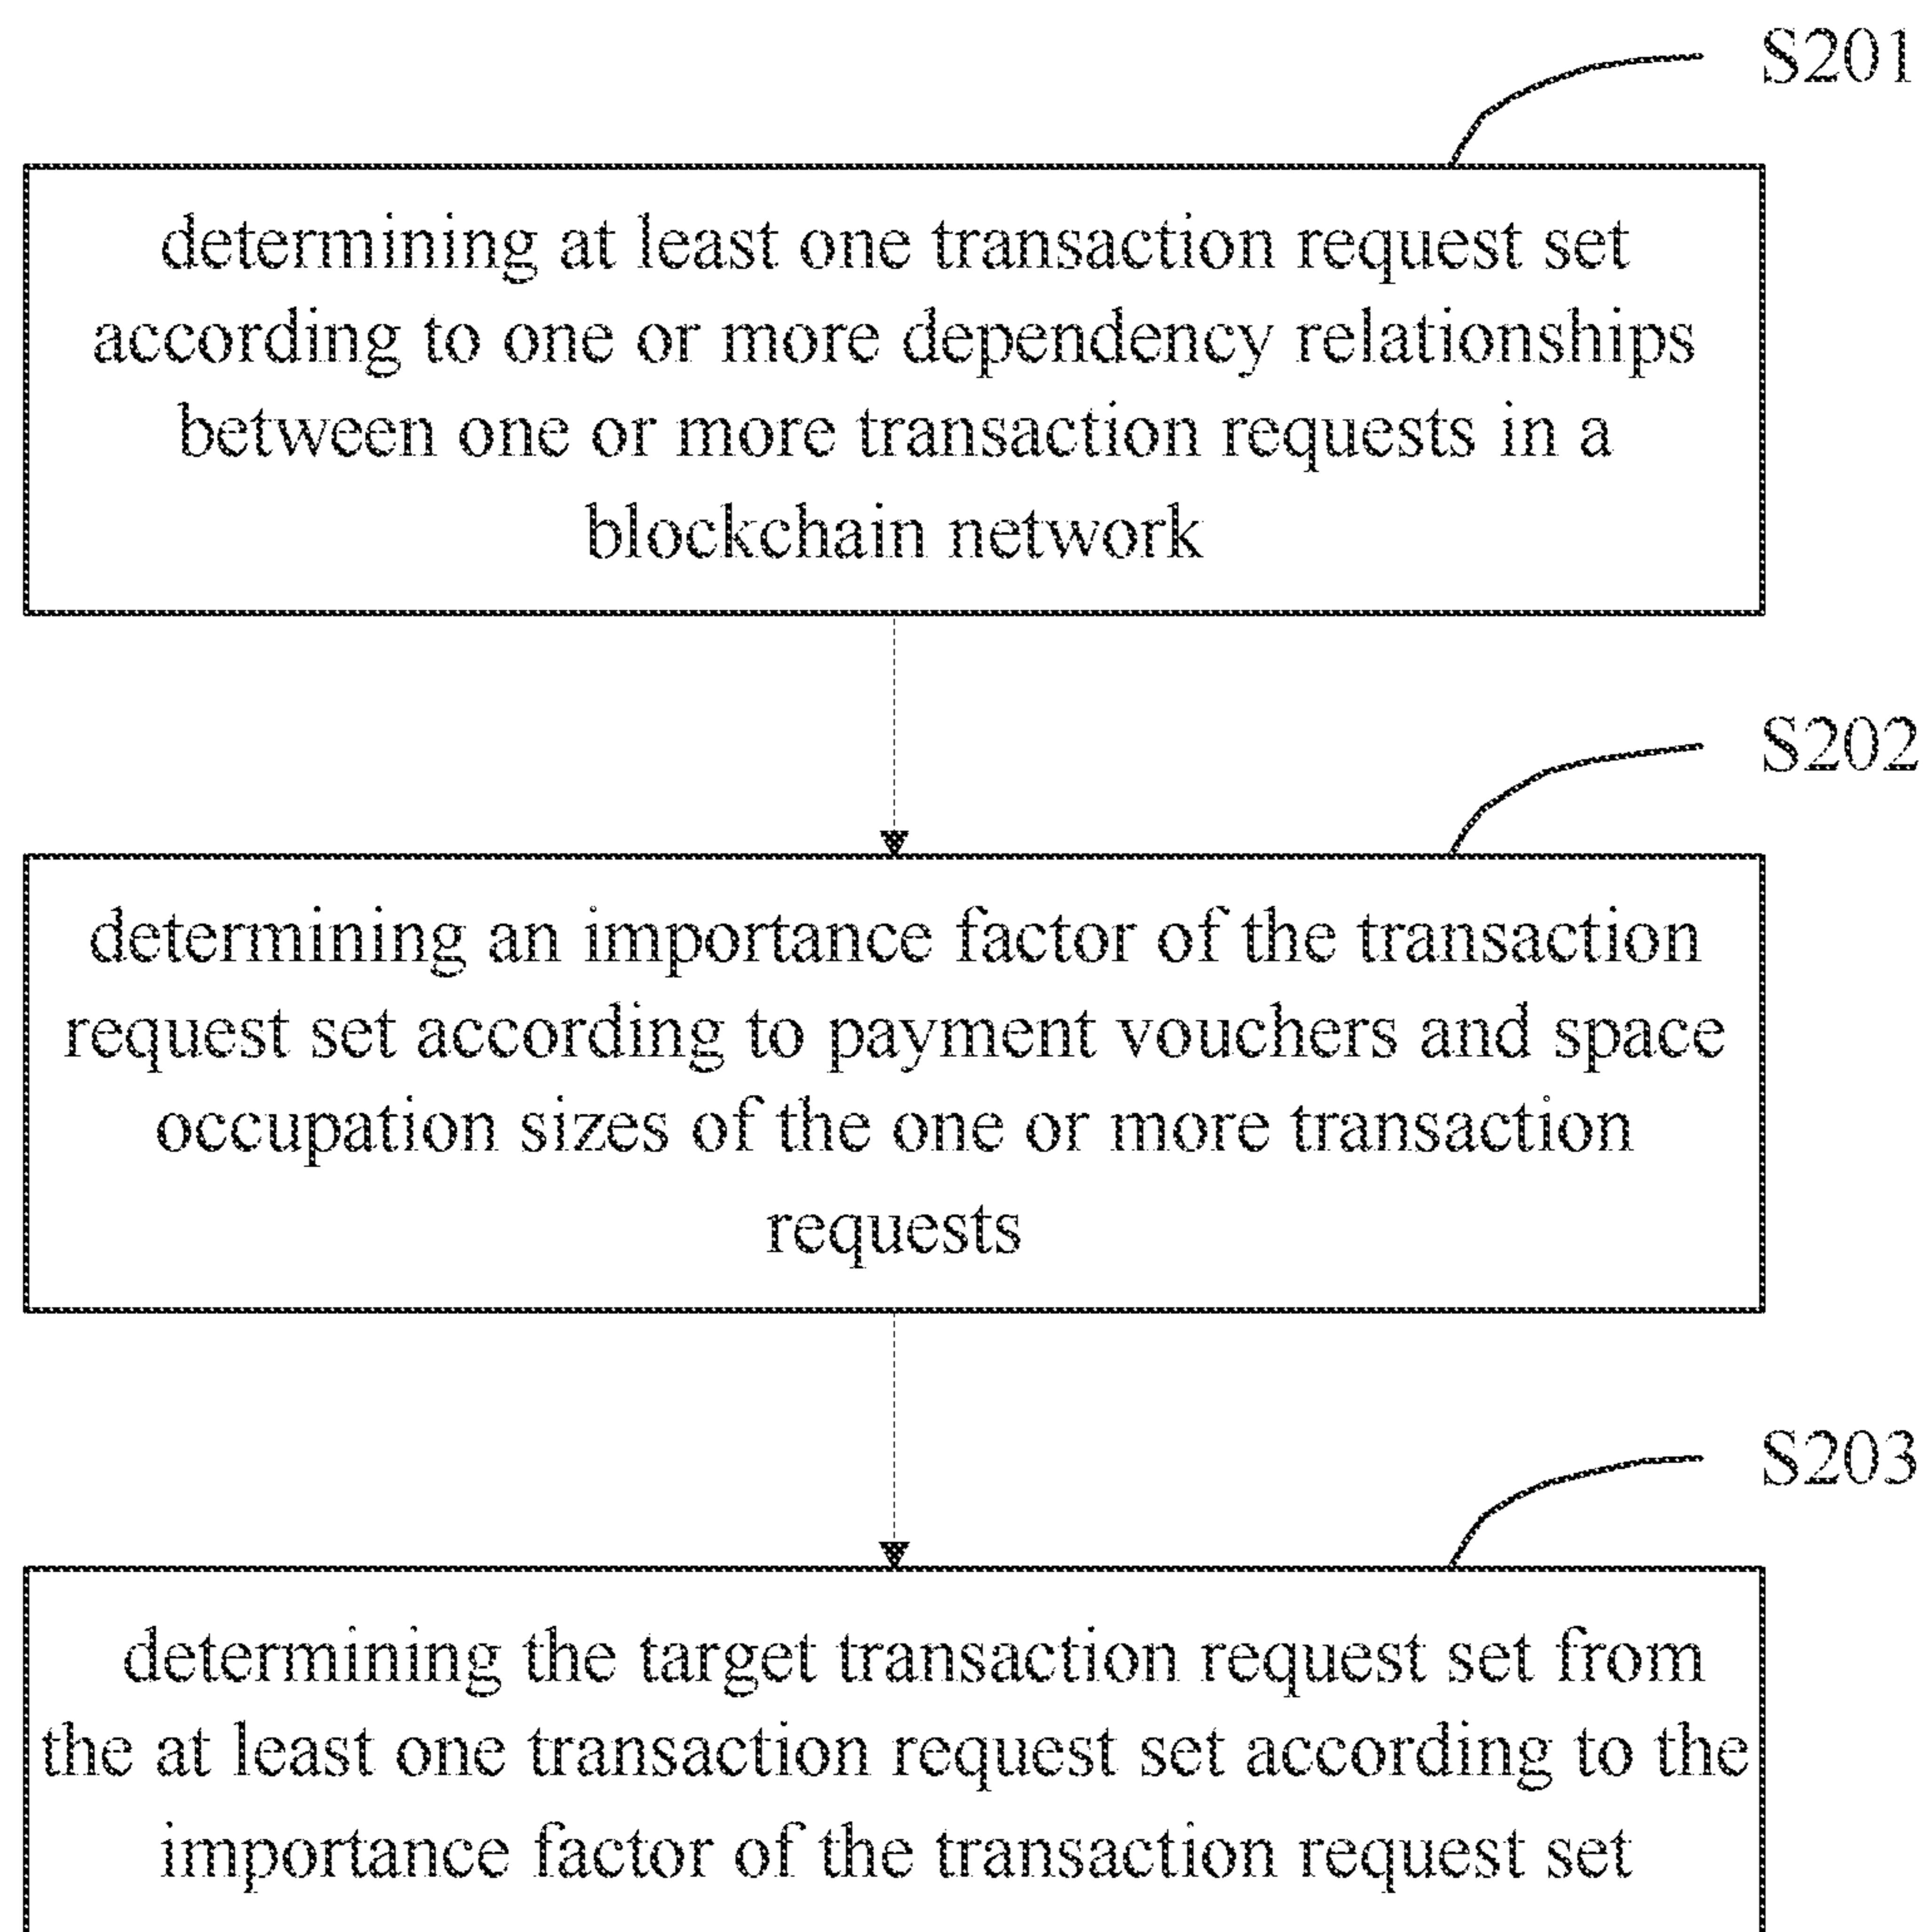 S201
determining at least one transaction request set
according to one or more dependency relationships
between one or more transaction requests in a
blockchain network
S202
determining an importance factor of the transaction
request set according to payment vouchers and space
occupation sizes of the one or more transaction
requests
S203
determining the target transaction request set from
the at least one transaction request set according to the
importance factor of the transaction request set